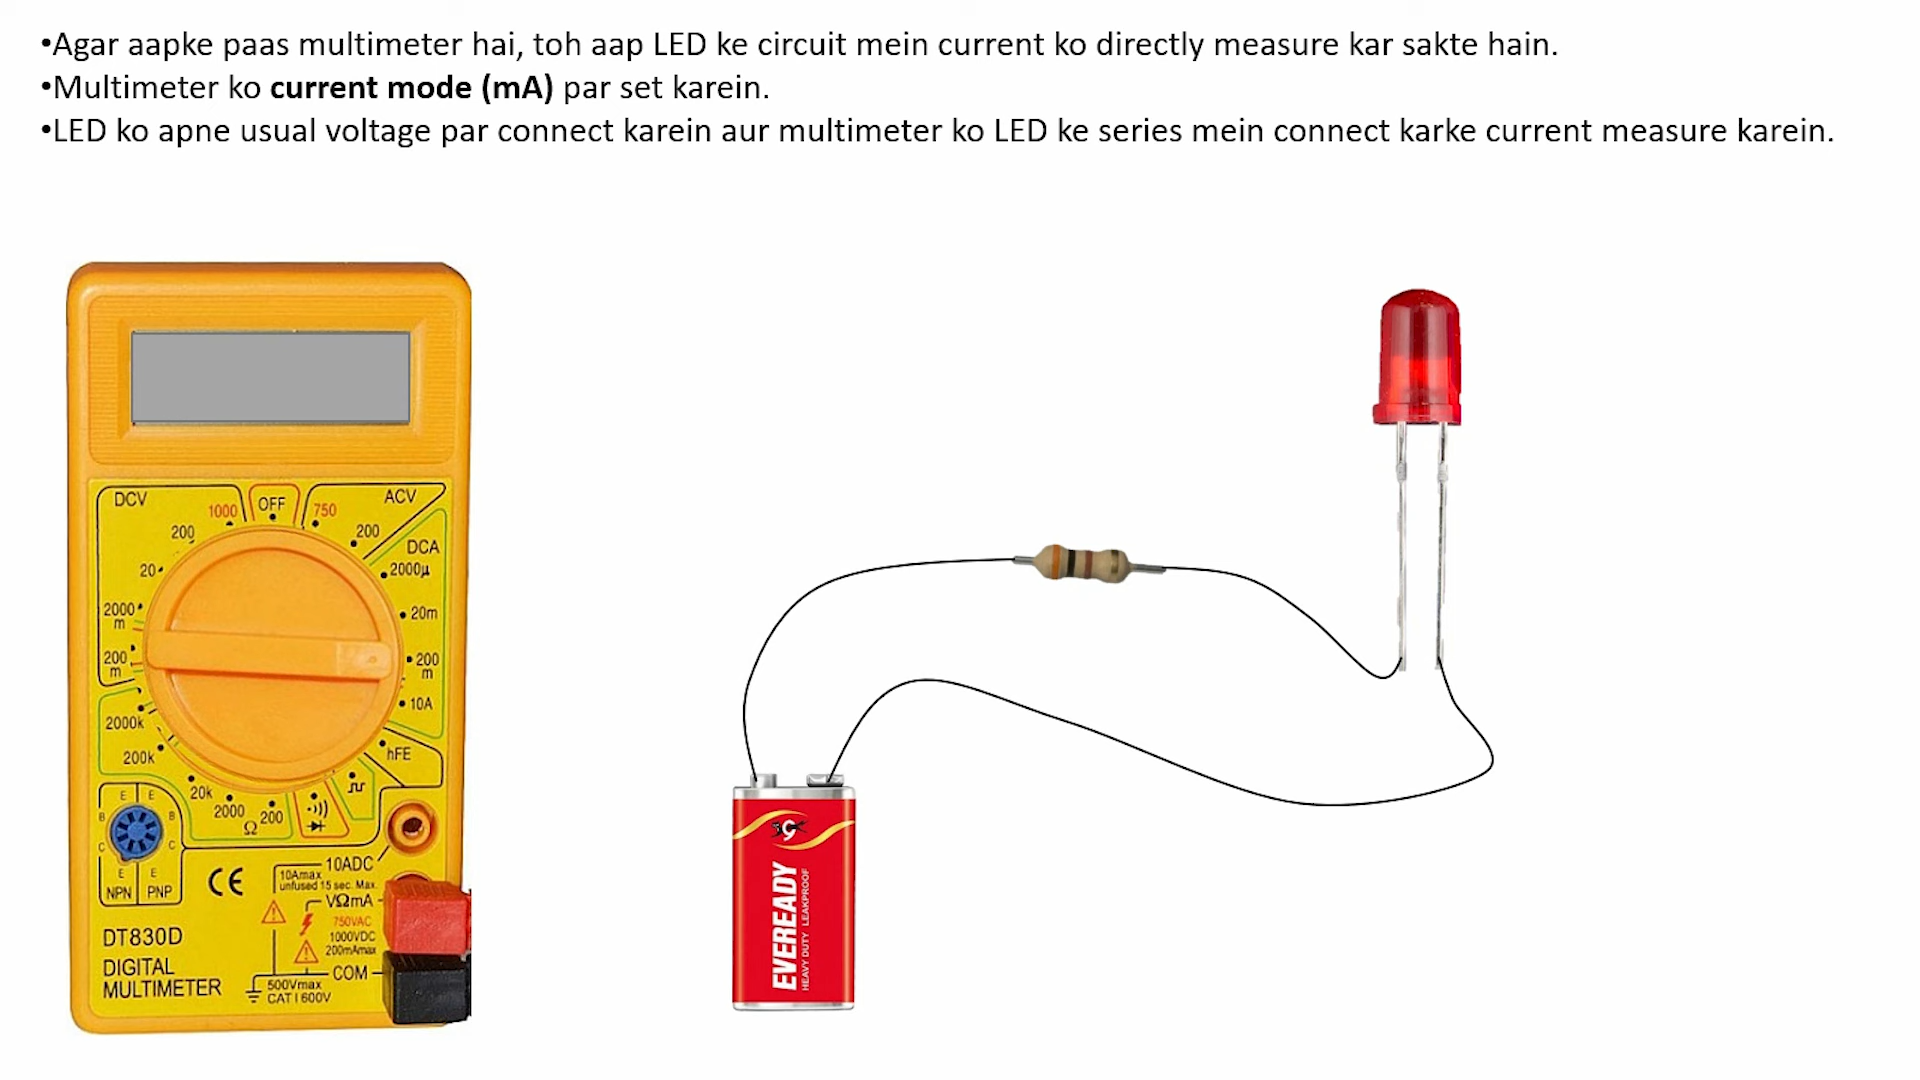 •Agar aapke paas multimeter hai, toh aap LED ke circuit mein current ko directly measure kar sakte hain.
•Multimeter ko current mode (mA) par set karein.
•LED ko apne usual voltage par connect karein aur multimeter ko LED ke series mein connect karke current measure karein.
DCV
1000
OFF
750
ACV
200
200
DCA
20
2000µ
2000
m
20m
200
m
200
m
10A
2000k
hFE
200k
20k
2000
200
Ω
E E
B B
C C
E E
NPN PNP
CE
10ADC
10Amax
unfused 15 sec. Max.
VΩmA
750VAC
1000VDC
200mAmax
COM
500Vmax
CAT I 600V
DT830D
DIGITAL
MULTIMETER
9
EVEREADY
HEAVY DUTY LEAKPROOF